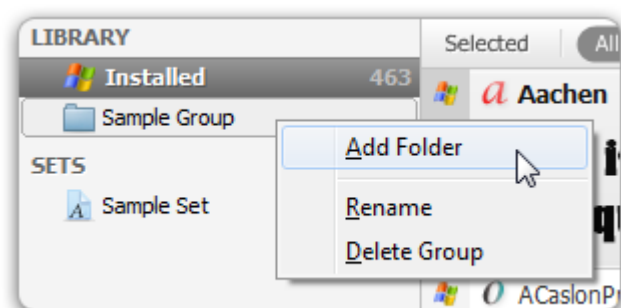 LIBRARY
Installed 463
Sample Group
SETS
Sample Set
Selected All
a Aachen
Add Folder
Rename
Delete Group
O ACaslonPr